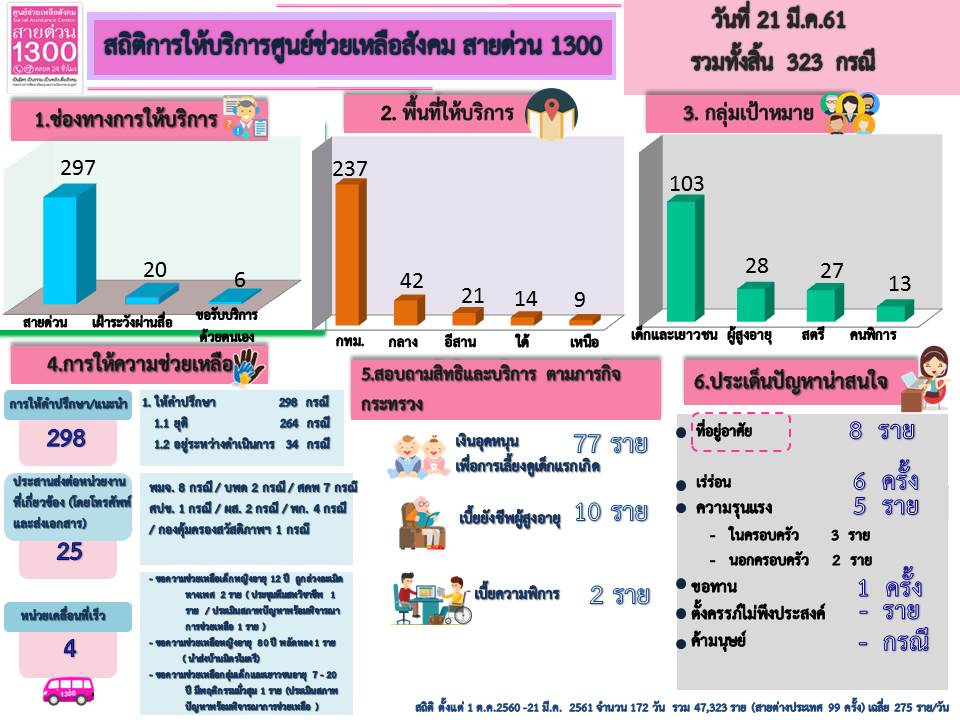 ศูนย์ช่วยเหลือสังคม
Social Assistance Centre
สายด่วน
1300
ตลอด 24 ชั่วโมง
สถิติการให้บริการศูนย์ช่วยเหลือสังคม สายด่วน 1300
วันที่ 21 มี.ค.61
รวมทั้งสิ้น 323 กรณี
1.ช่องทางการให้บริการ
297
20
6
สายด่วน
เฝ้าระวังผ่านสื่อ
ขอรับบริการ
ด้วยตนเอง
2. พื้นที่ให้บริการ
237
42
21
14
9
กทม.
กลาง
อีสาน
ใต้
เหนือ
3. กลุ่มเป้าหมาย
103
28
27
13
เด็กและเยาวชน
ผู้สูงอายุ
สตรี
คนพิการ
4.การให้ความช่วยเหลือ
การให้คำปรึกษา/แนะนำ
298
1. ให้คำปรึกษา 298 กรณี
1.1 ยุติ 264 กรณี
1.2 อยู่ระหว่างดำเนินการ 34 กรณี
ประสานส่งต่อหน่วยงาน
ที่เกี่ยวข้อง (โดยโทรศัพท์
และส่งเอกสาร)
25
พมจ. 8 กรณี / บพด 2 กรณี / ศดพ 7 กรณี
ศปช. 1 กรณี / ผส. 2 กรณี / พก. 4 กรณี
/ กองคุ้มครองสวัสดิภาพฯ 1 กรณี
หน่วยเคลื่อนที่เร็ว
4
1300
- ขอความช่วยเหลือเด็กหญิงอายุ 12 ปี ถูกล่วงละเมิด
ทางเพศ 2 ราย ( ประชุมทีมสหวิชาชีพ 1
ราย / ประเมินสภาพปัญหาพร้อมพิจารณา
การช่วยเหลือ 1 ราย )
- ขอความช่วยเหลือหญิงอายุ 80 ปี พลัดหลง 1 ราย
( นำส่งบ้านมิตรไมตรี)
- ขอความช่วยเหลือกลุ่มเด็กและเยาวชนอายุ 7 - 20
ปี มีพฤติกรรมมั่วสุม 1 ราย (ประเมินสภาพ
ปัญหาพร้อมพิจารณาการช่วยเหลือ )
5.สอบถามสิทธิและบริการ ตามภารกิจ
กระทรวง
เงินอุดหนุน
เพื่อการเลี้ยงดูเด็กแรกเกิด
77 ราย
เบี้ยยังชีพผู้สูงอายุ 10 ราย
เบี้ยความพิการ 2 ราย
6.ประเด็นปัญหาน่าสนใจ
ที่อยู่อาศัย 8 ราย
เร่ร่อน 6 ครั้ง
ความรุนแรง 5 ราย
- ในครอบครัว 3 ราย
- นอกครอบครัว 2 ราย
ขอทาน 1 ครั้ง
ตั้งครรภ์ไม่พึงประสงค์ - ราย
ค้ามนุษย์ - กรณี
สถิติ ตั้งแต่ 1 ต.ค.2560 -21 มี.ค. 2561 จำนวน 172 วัน รวม 47,323 ราย (สายต่างประเทศ 99 ครั้ง) เฉลี่ย 275 ราย/วัน